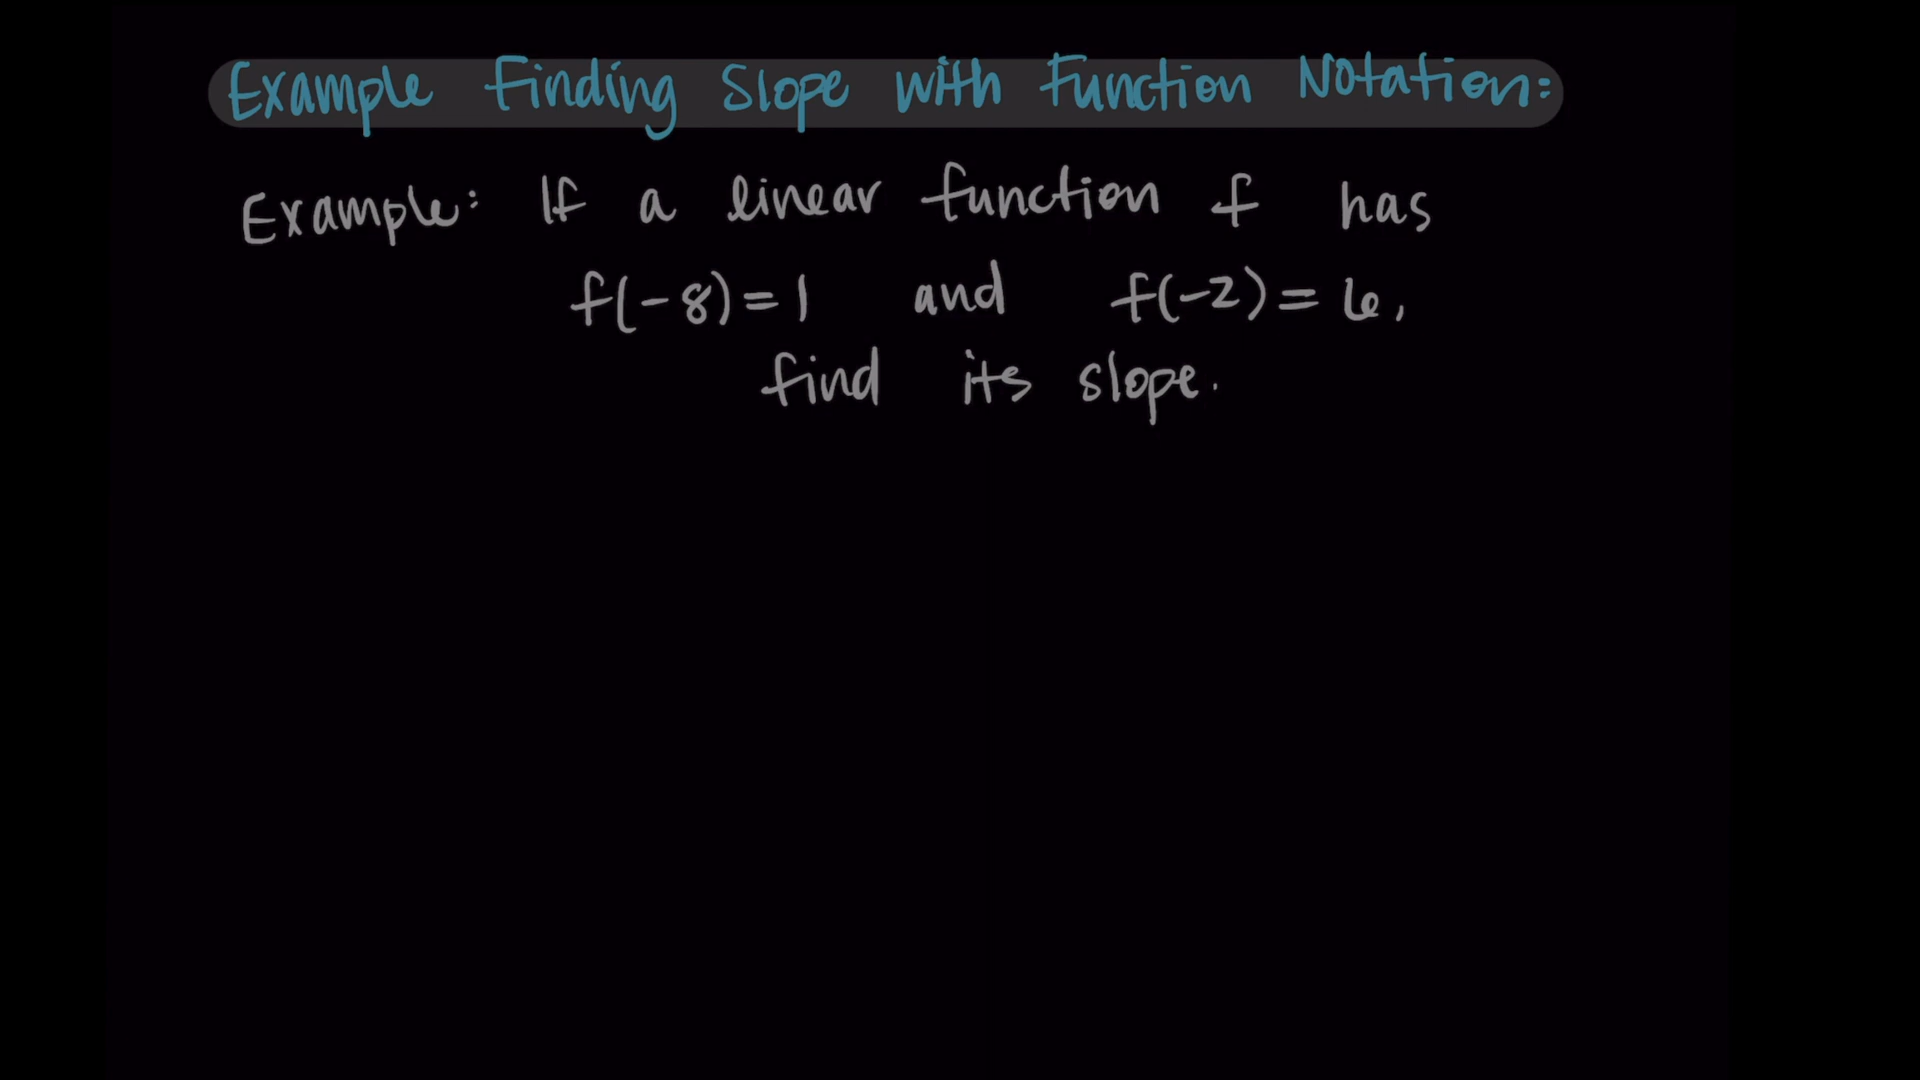 Example Finding Slope with Function Notation:
Example: If a linear function f has
f(-8)=1 and f(-2)=6,
find its slope.